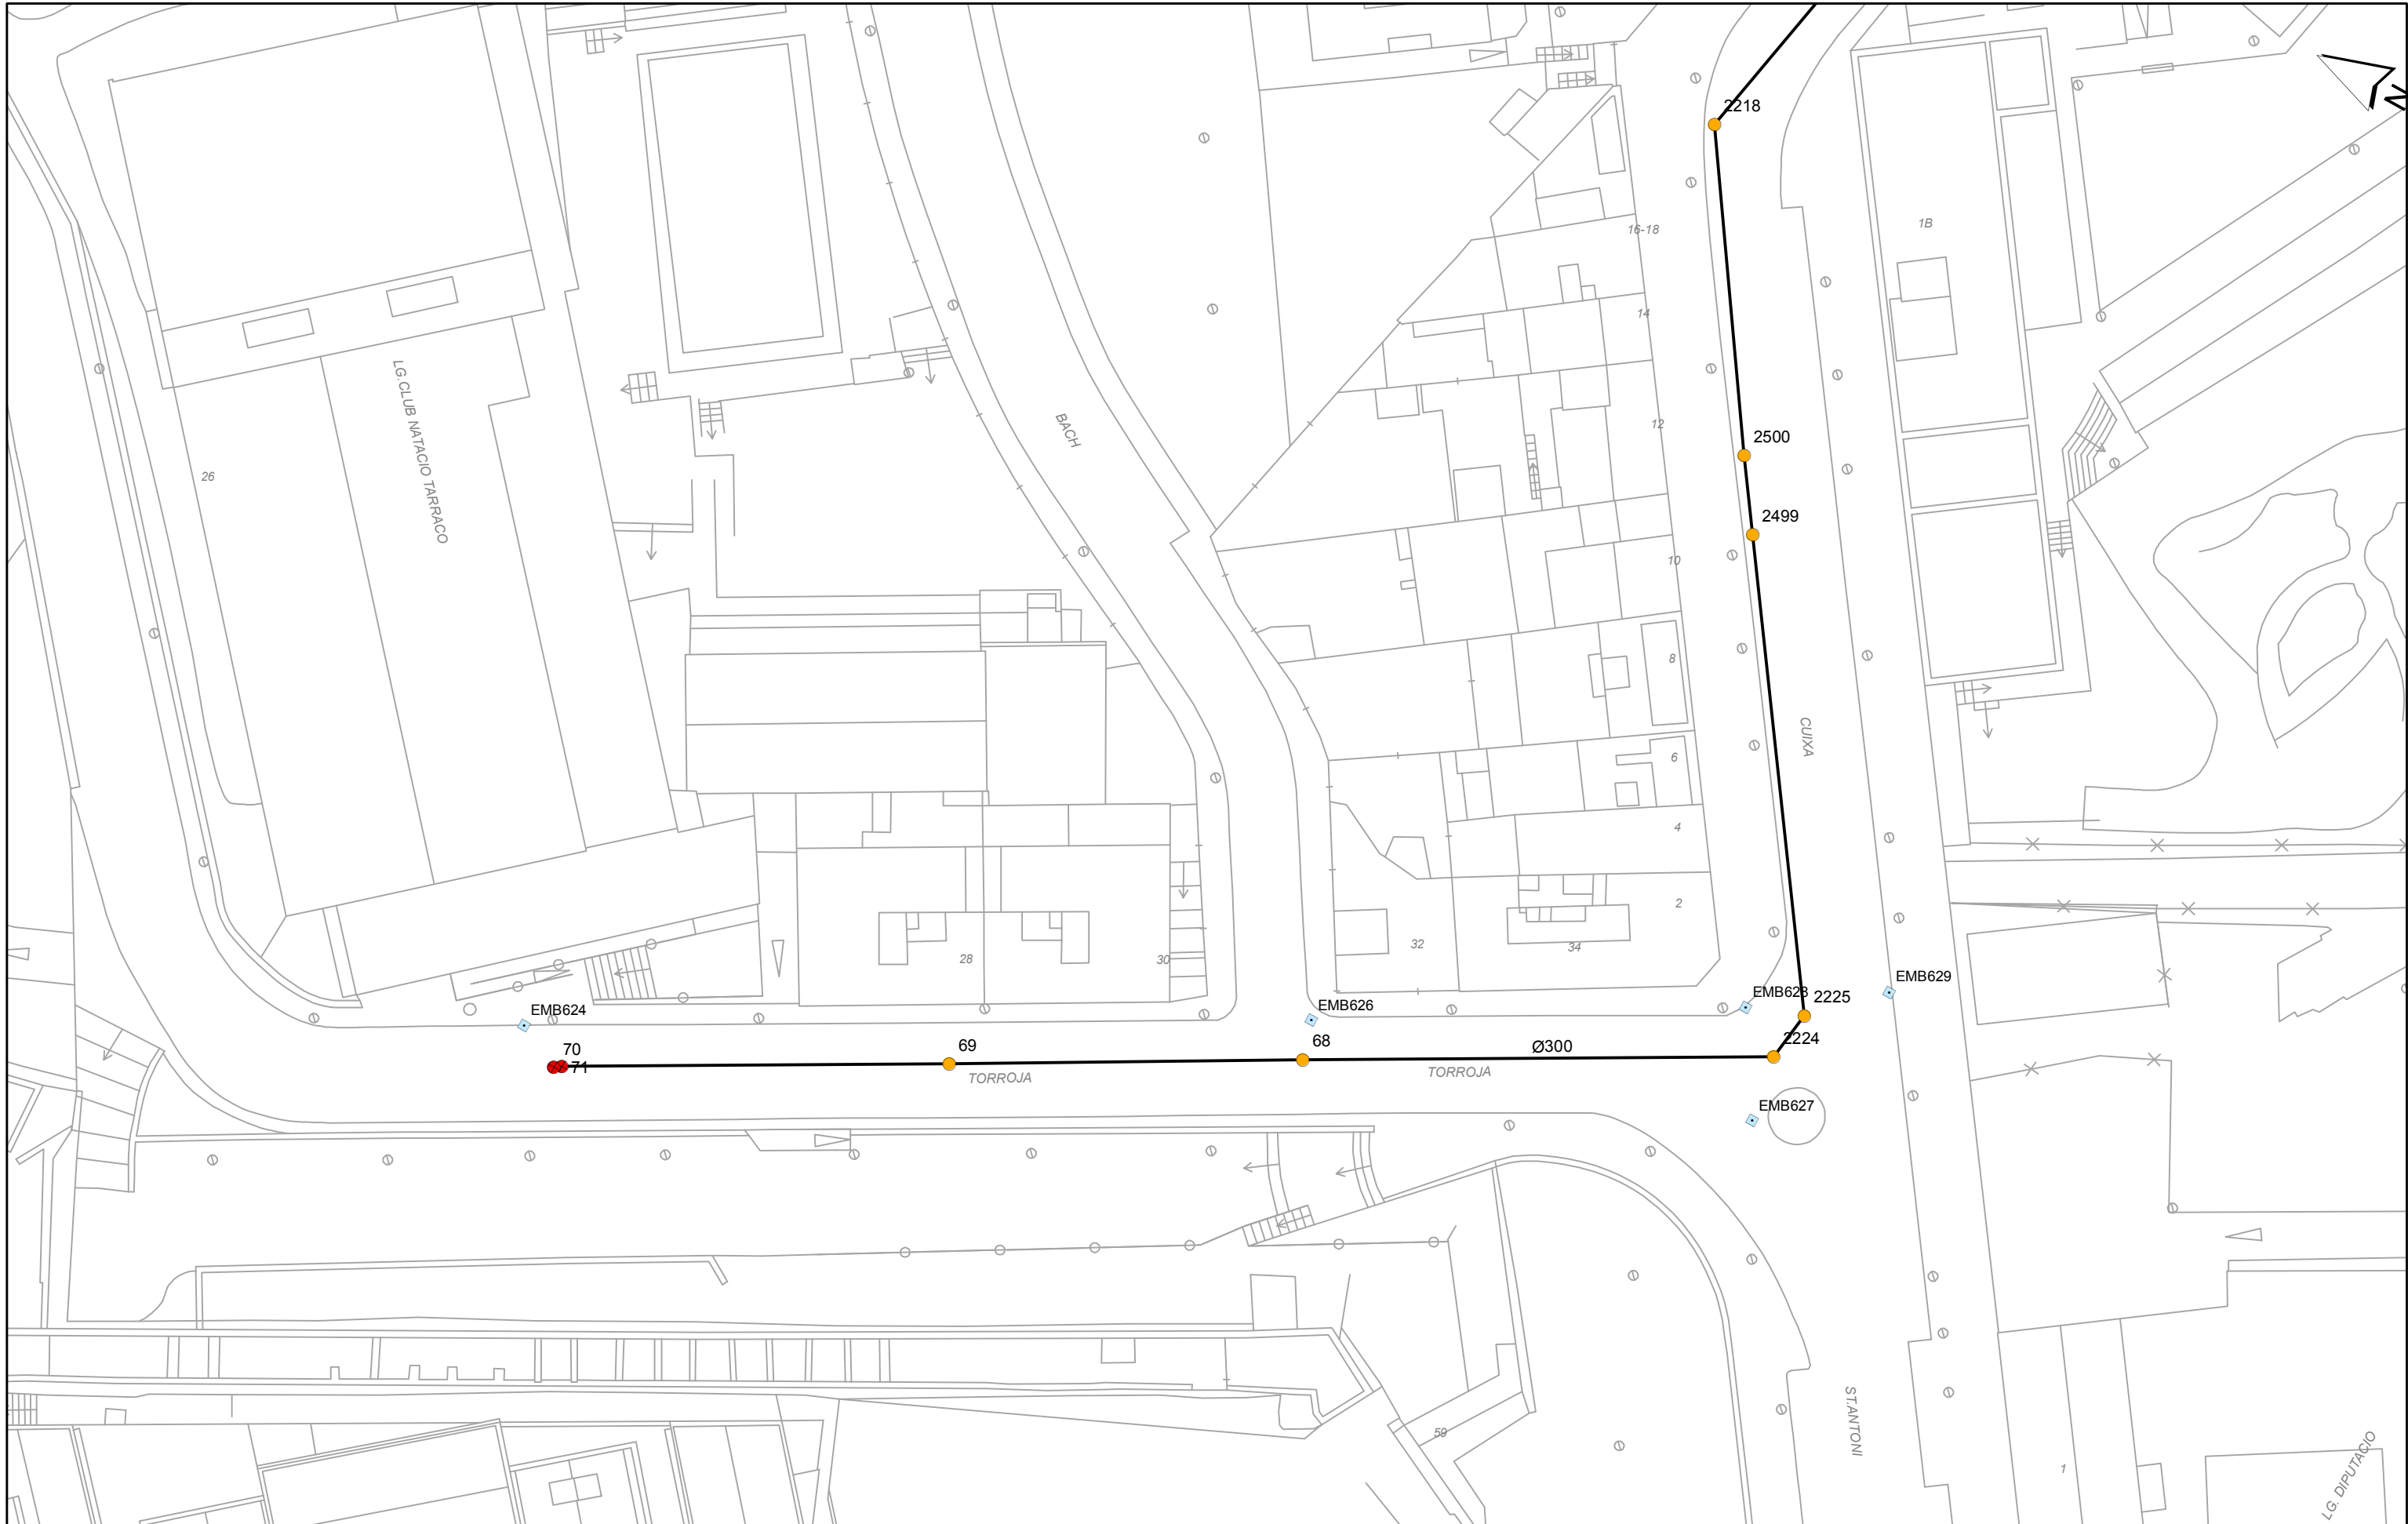 2218
N
16-18
1B
14
LG.CLUB NATACIO TARRACO
BACH
12
2500
26
2499
10
8
CUIXA
6
4
2
32
34
28
30
EMB629
EMB628
2225
EMB624
EMB626
2224
70
69
68
Ø300
71
TORROJA
TORROJA
EMB627
ST.ANTONI
59
1
LG. DIPUTACIO